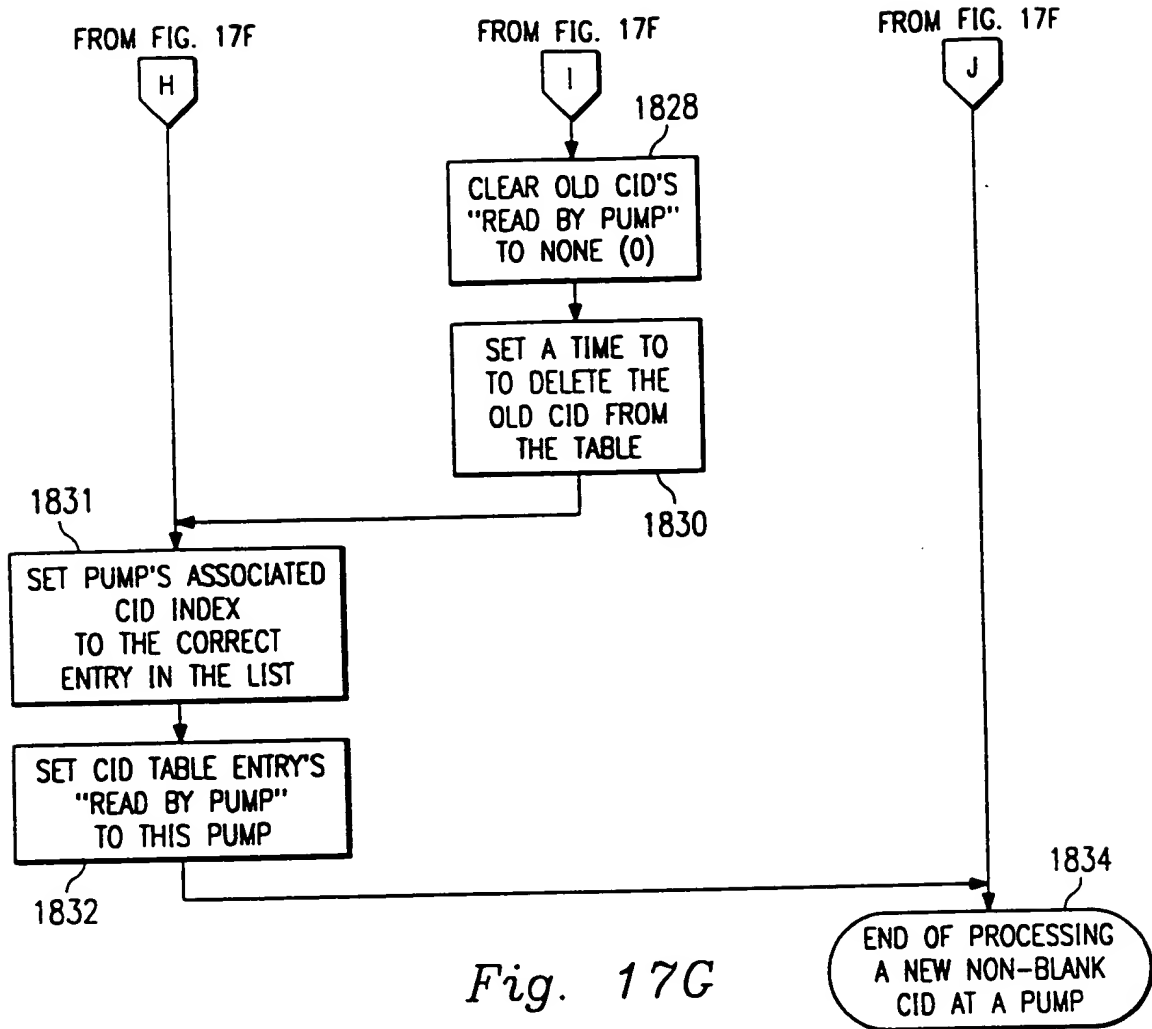 FROM FIG. 17F
H
FROM FIG. 17F
I
FROM FIG. 17F
J
1828
CLEAR OLD CID'S
"READ BY PUMP"
TO NONE (0)
SET A TIME TO
TO DELETE THE
OLD CID FROM
THE TABLE
1830
1831
SET PUMP'S ASSOCIATED
CID INDEX
TO THE CORRECT
ENTRY IN THE LIST
SET CID TABLE ENTRY'S
"READ BY PUMP"
TO THIS PUMP
1832
1834
END OF PROCESSING
A NEW NON-BLANK
CID AT A PUMP
Fig. 17G